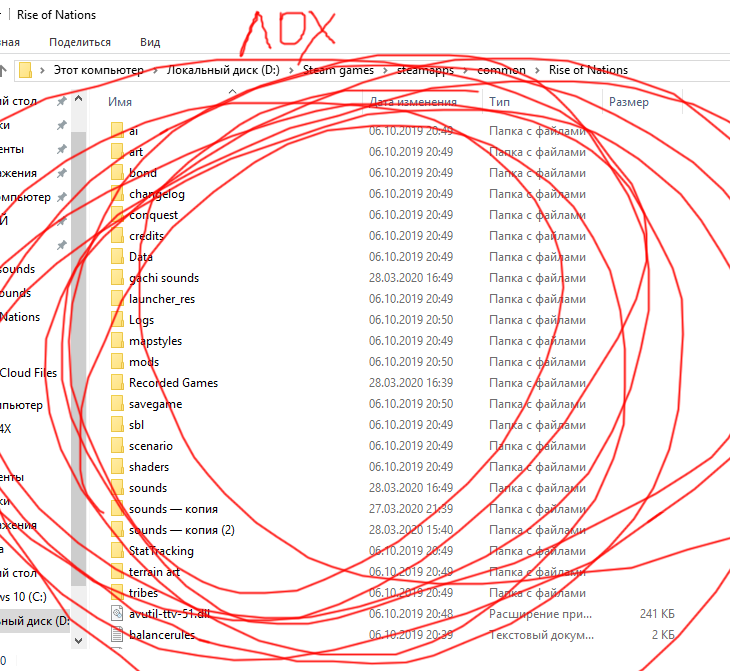 Rise of Nations
ЛОХ
ная Поделиться Вид
Этот компьютер > Локальный диск (D:) > Steam games > steamapps > common > Rise of Nations
Имя Дата изменения Тип Размер
ий стол
ки
енты
ажения
омпьютер
Й
sounds
ounds
Nations
Cloud Files
мпьютер
4X
енты
ки
ажения
а
ий стол
ws 10 (C:)
ьный диск (D:
ai 06.10.2019 20:49 Папка с файлами
art 06.10.2019 20:49 Папка с файлами
bond 06.10.2019 20:49 Папка с файлами
changelog 06.10.2019 20:49 Папка с файлами
conquest 06.10.2019 20:49 Папка с файлами
credits 06.10.2019 20:49 Папка с файлами
Data 06.10.2019 20:49 Папка с файлами
gachi sounds 28.03.2020 16:49 Папка с файлами
launcher_res 06.10.2019 20:49 Папка с файлами
Logs 06.10.2019 20:50 Папка с файлами
mapstyles 06.10.2019 20:49 Папка с файлами
mods 06.10.2019 20:50 Папка с файлами
Recorded Games 28.03.2020 16:39 Папка с файлами
savegame 06.10.2019 20:50 Папка с файлами
sbl 06.10.2019 20:49 Папка с файлами
scenario 06.10.2019 20:49 Папка с файлами
shaders 06.10.2019 20:49 Папка с файлами
sounds 28.03.2020 16:49 Папка с файлами
sounds — копия 27.03.2020 21:39 Папка с файлами
sounds — копия (2) 28.03.2020 15:40 Папка с файлами
StatTracking 06.10.2019 20:49 Папка с файлами
terrain art 06.10.2019 20:49 Папка с файлами
tribes 06.10.2019 20:49 Папка с файлами
avutil-ttv-51.dll 06.10.2019 20:48 Расширение при... 241 КБ
balancerules 06.10.2019 20:39 Текстовый докум... 2 КБ
0